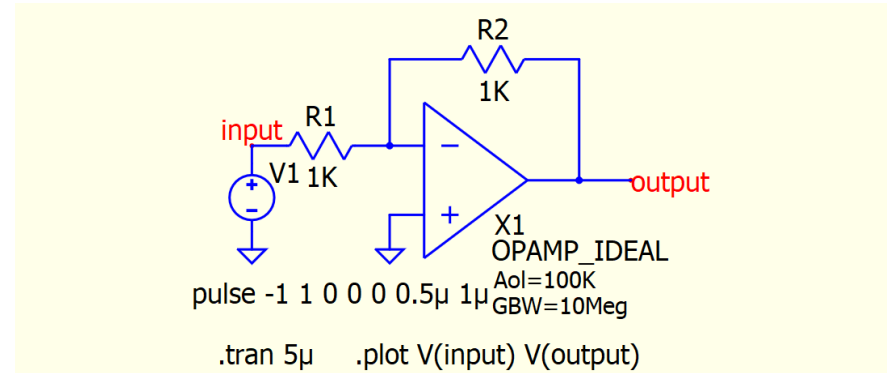 R2
1K
R1
input
V1 1K
output
X1
OPAMP_IDEAL
Aol=100K
pulse -1 1 0 0 0 0.5µ 1µ GBW=10Meg
.tran 5µ .plot V(input) V(output)